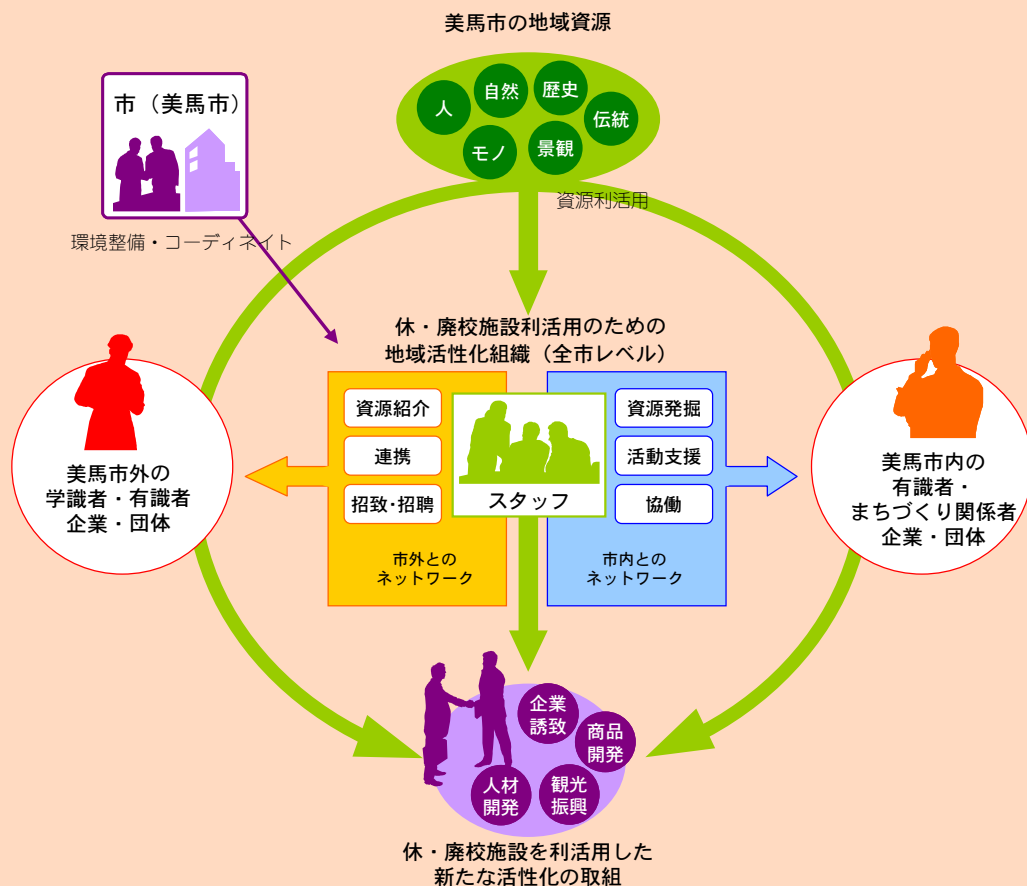 美馬市の地域資源
市（美馬市）
人
自然
歴史
伝統
モノ
景観
資源利活用
環境整備・コーディネイト
休・廃校施設利活用のための
地域活性化組織（全市レベル）
資源紹介
連携
招致・招聘
スタッフ
資源発掘
活動支援
協働
市外との
ネットワーク
市内との
ネットワーク
美馬市外の
学識者・有識者
企業・団体
美馬市内の
有識者・
まちづくり関係者
企業・団体
企業
誘致
商品
開発
人材
開発
観光
振興
休・廃校施設を利活用した
新たな活性化の取組